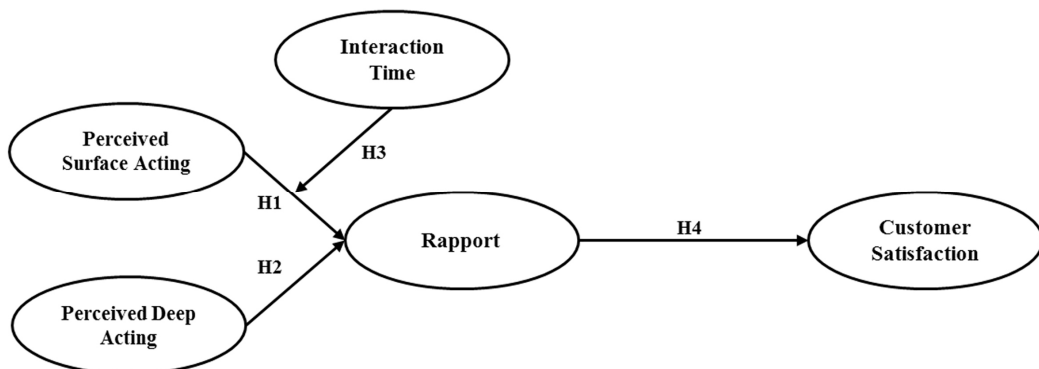 Interaction
Time
Perceived
Surface Acting
H3
H1
Rapport
H4
Customer
Satisfaction
H2
Perceived Deep
Acting